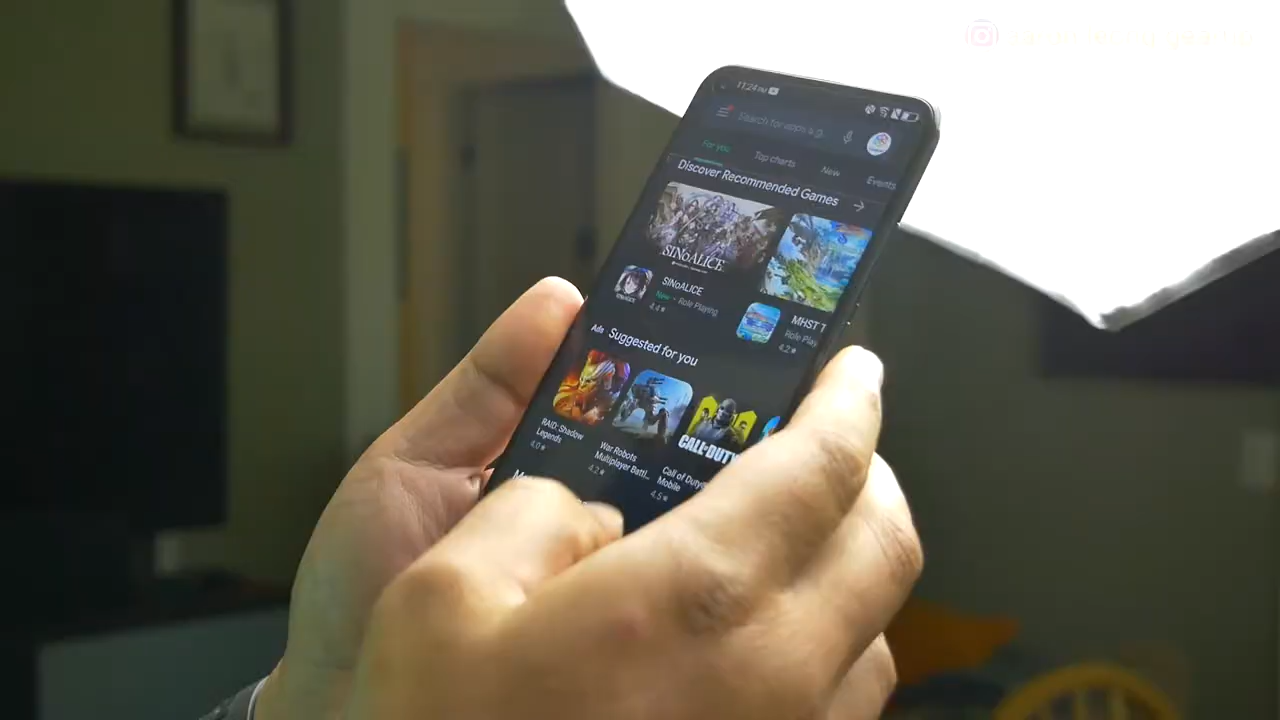 11:24 PM
Search for apps & g..
For you
Top charts
New
Events
Discover Recommended Games
SINoALICE
SINoALICE
New • Role Playing
4.4★
MHST T
Role Play
4.2★
Ads Suggested for you
RAID: Shadow
Legends
4.0★
War Robots
Multiplayer Battl...
4.2★
CALL OF DUTY
Call of Duty®
Mobile
4.5★